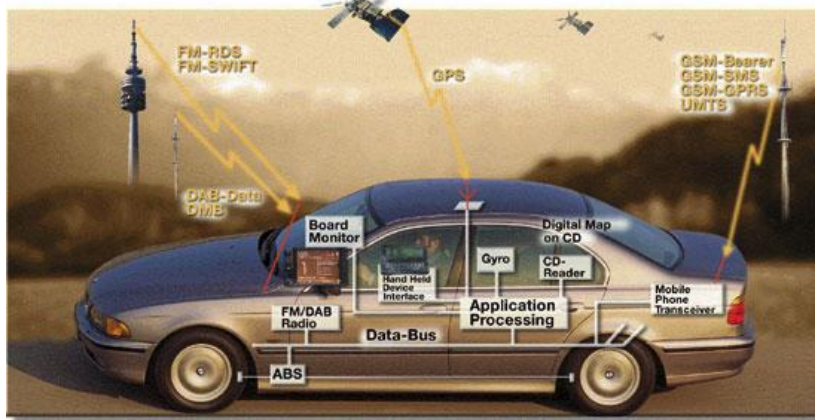 FM-RDS
FM-SWIFT
GPS
GSM-Bearer
GSM-SMS
GSM-GPRS
UMTS
DAB-Data
DMB
Board
Monitor
Digital Map
on CD
Gyro
CD-
Reader
Hand Held
Device
Interface
Mobile
Phone
Transceiver
FM/DAB
Radio
Application
Processing
Data-Bus
ABS